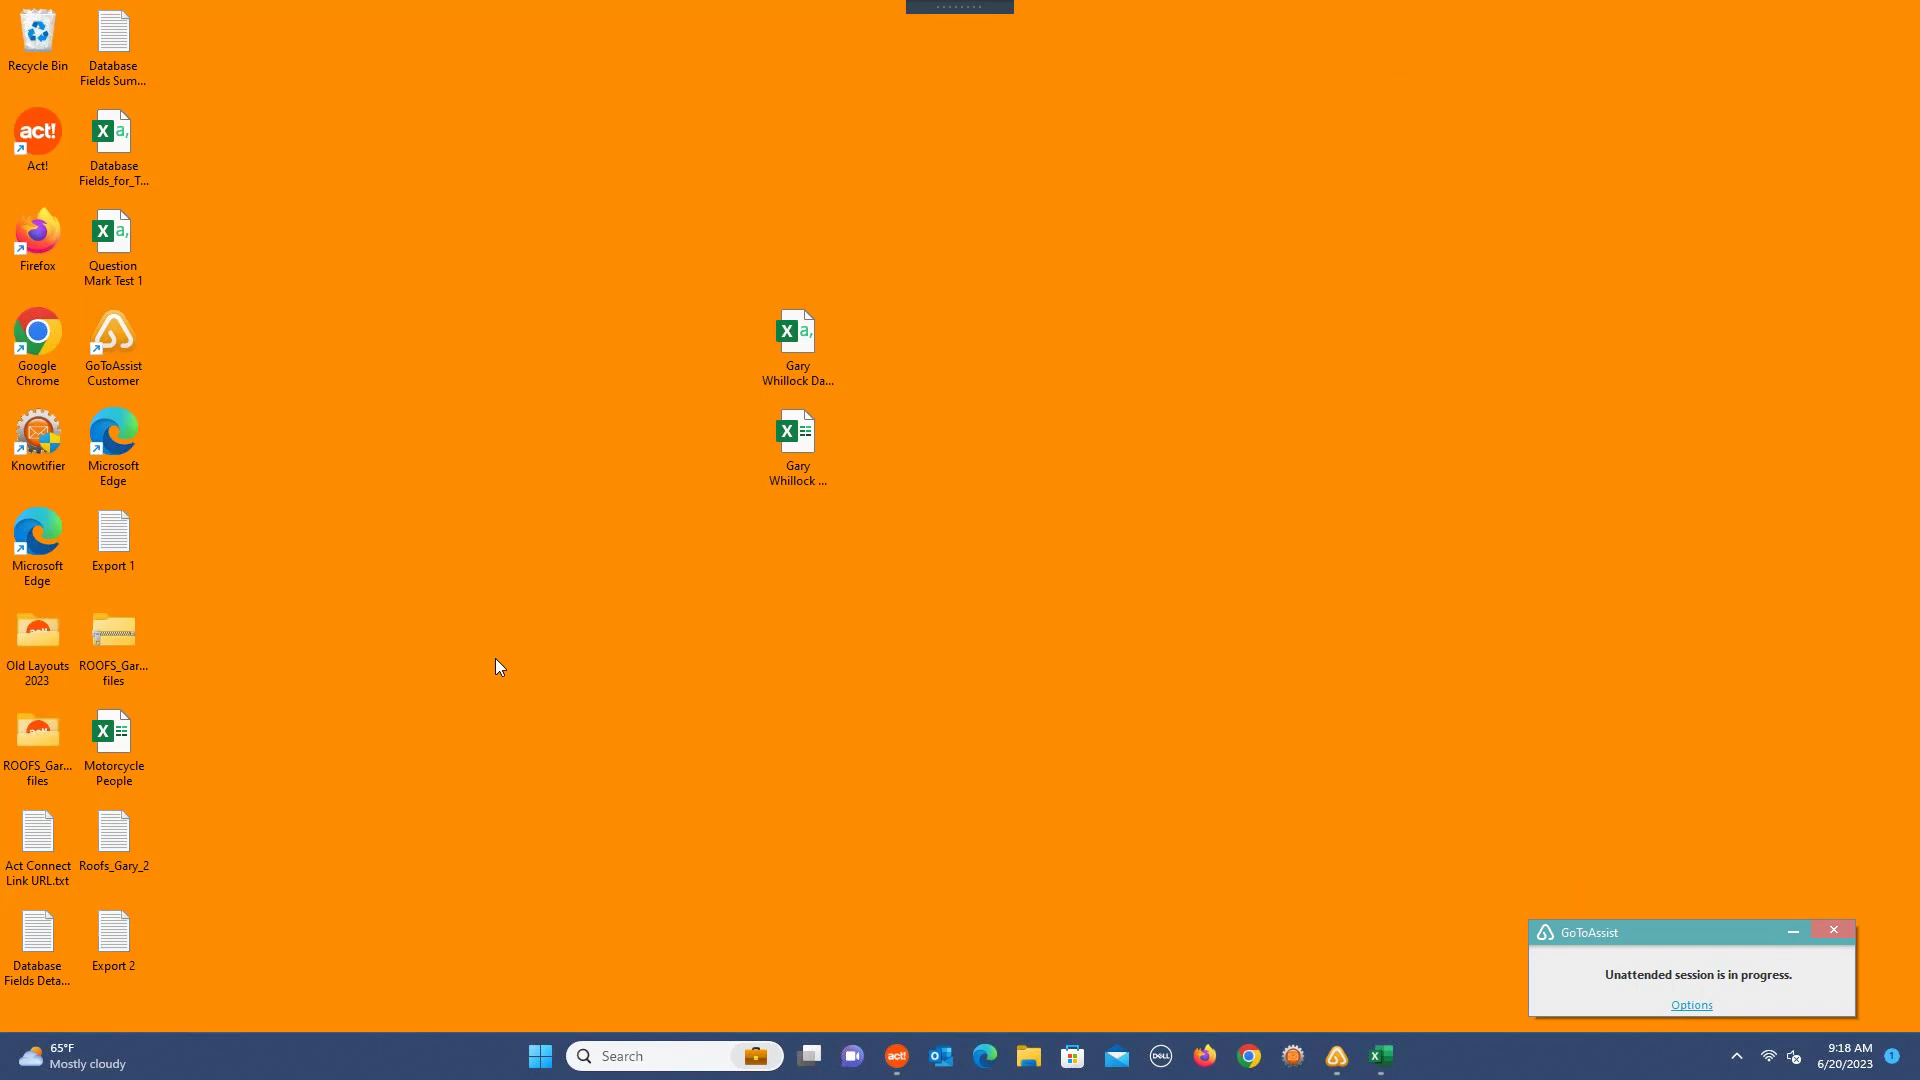 Recycle Bin
Database
Fields Sum...
act!
Act!
Database
Fields_for_T...
Firefox
Question
Mark Test 1
Google
Chrome
GoToAssist
Customer
Knowtifier
Microsoft
Edge
Microsoft
Edge
Export 1
Old Layouts
2023
ROOFS_Gar...
files
ROOFS_Gar...
files
Motorcycle
People
Act Connect
Link URL.txt
Roofs_Gary_2
Database
Fields Deta...
Export 2
Gary
Whillock Da...
Gary
Whillock ...
GoToAssist
Unattended session is in progress.
Options
65°F
Mostly cloudy
Search
act!
DELL
9:18 AM
6/20/2023
1